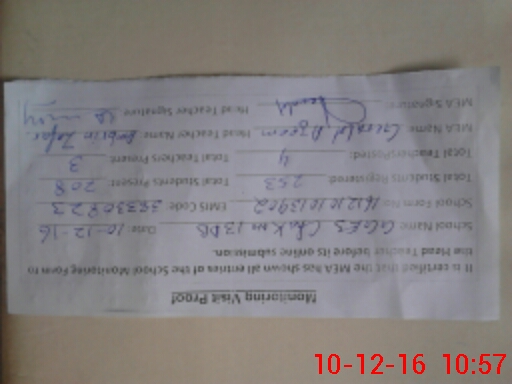 Monitoring Visit Proof
It is certified that the MEA has shown all entries of the School Monitoring Form to
the Head Teacher before its online submission.
School Name GGES Chak no 13 DB Date: 10-12-16
School Form No EMIS Code 38330823
Total Students Registered: 253 Total Students Present: 208
Total Teacher Posted: 4 Total Teachers Present 3
MEA Name Head Teacher Name
MEA Signature: Head Teacher Signature
10-12-16 10:57